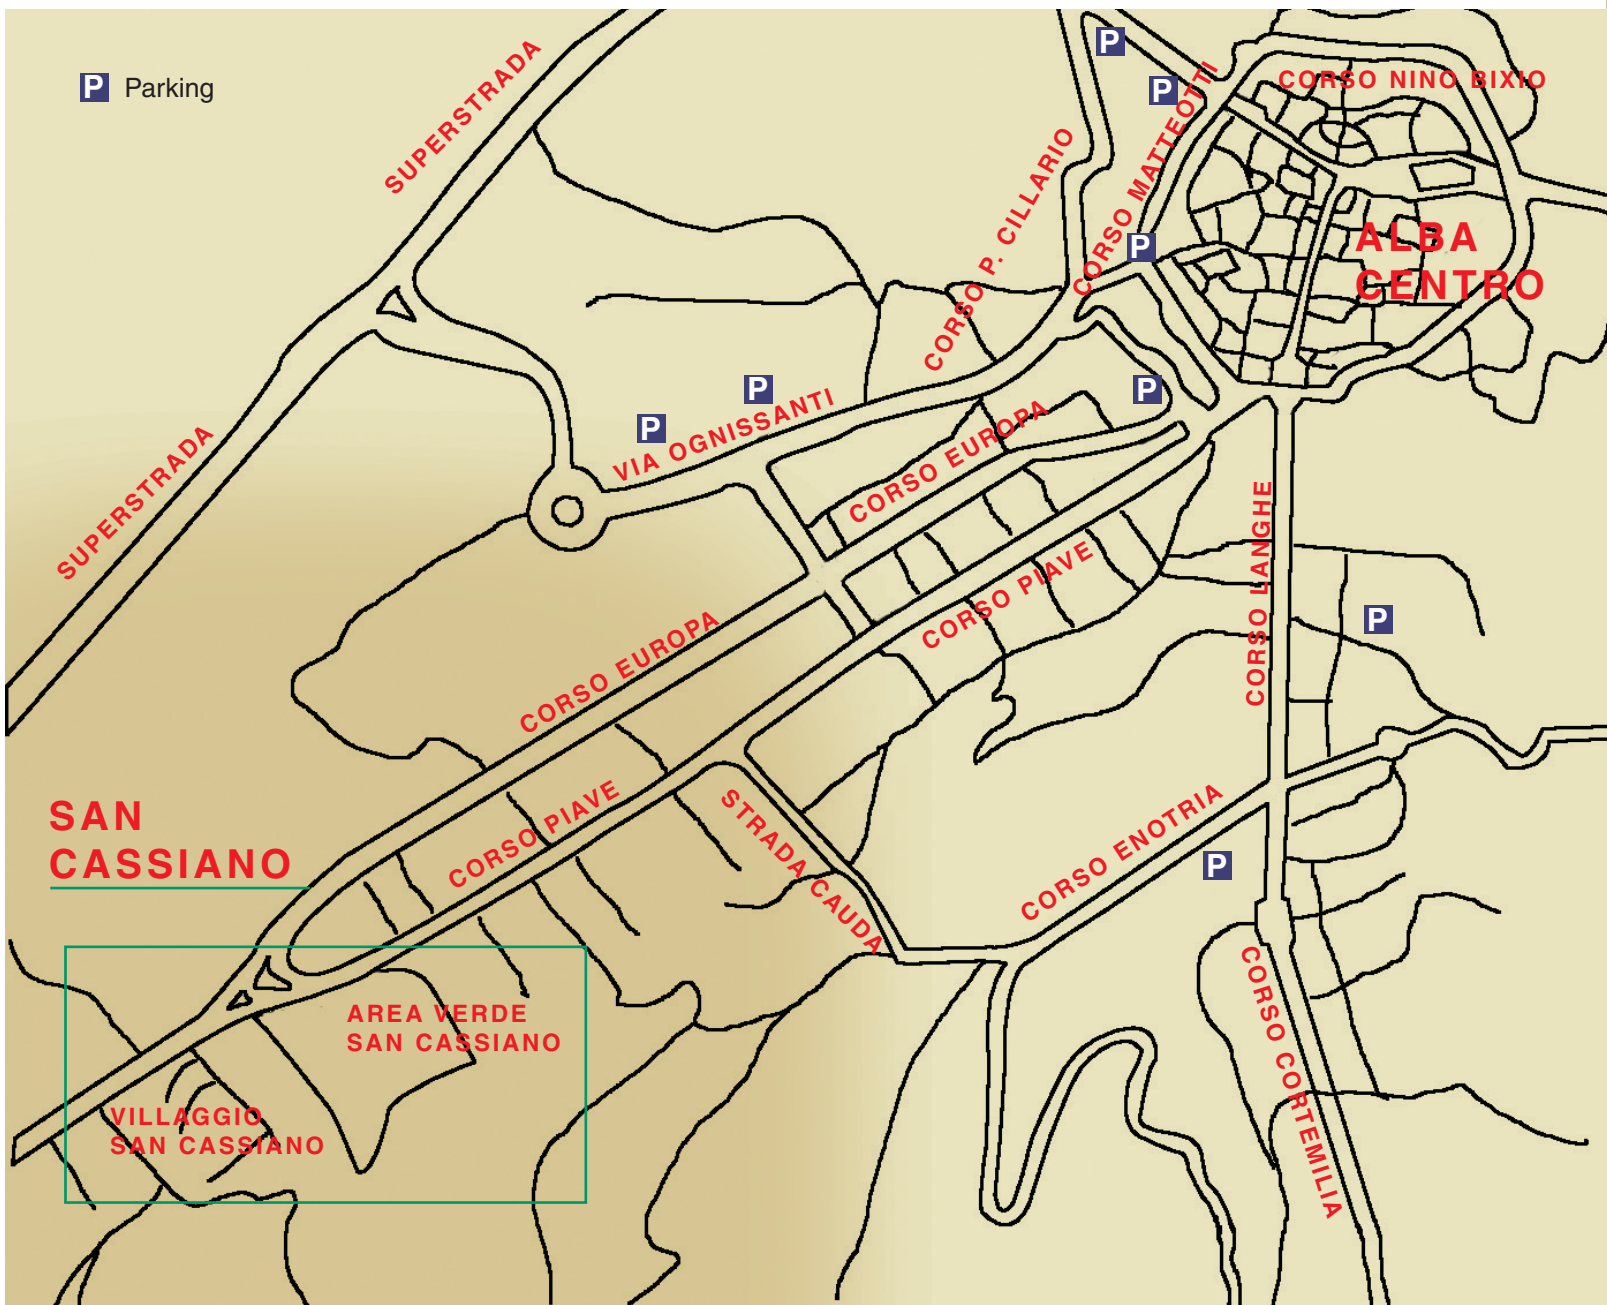 P Parking
SUPERSTRADA
P
P
CORSO NINO BIXIO
CORSO MATTEOTTI
CORSO P. CILLARIO
P
ALBA
CENTRO
P
P
P
VIA OGNISSANTI
CORSO EUROPA
SUPERSTRADA
CORSO PIAVE
CORSO LANGHE
P
CORSO EUROPA
SAN
CASSIANO
CORSO PIAVE
STRADA CAUDA
CORSO ENOTRIA
P
AREA VERDE
SAN CASSIANO
VILLAGGIO
SAN CASSIANO
CORSO CORTEMILIA